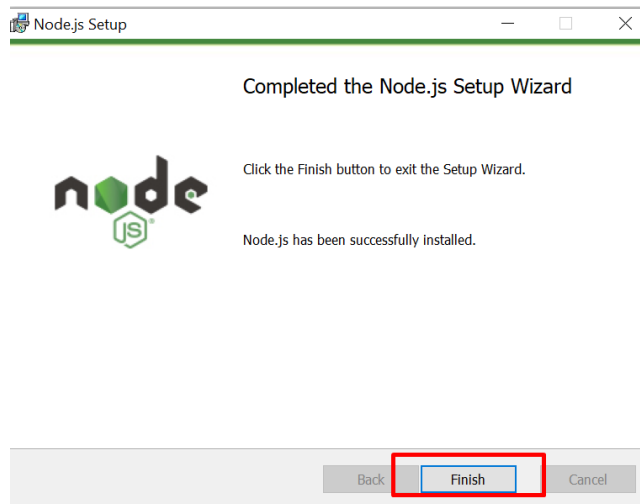 Node.js Setup
Completed the Node.js Setup Wizard
Click the Finish button to exit the Setup Wizard.
node
JS
Node.js has been successfully installed.
Back Finish Cancel